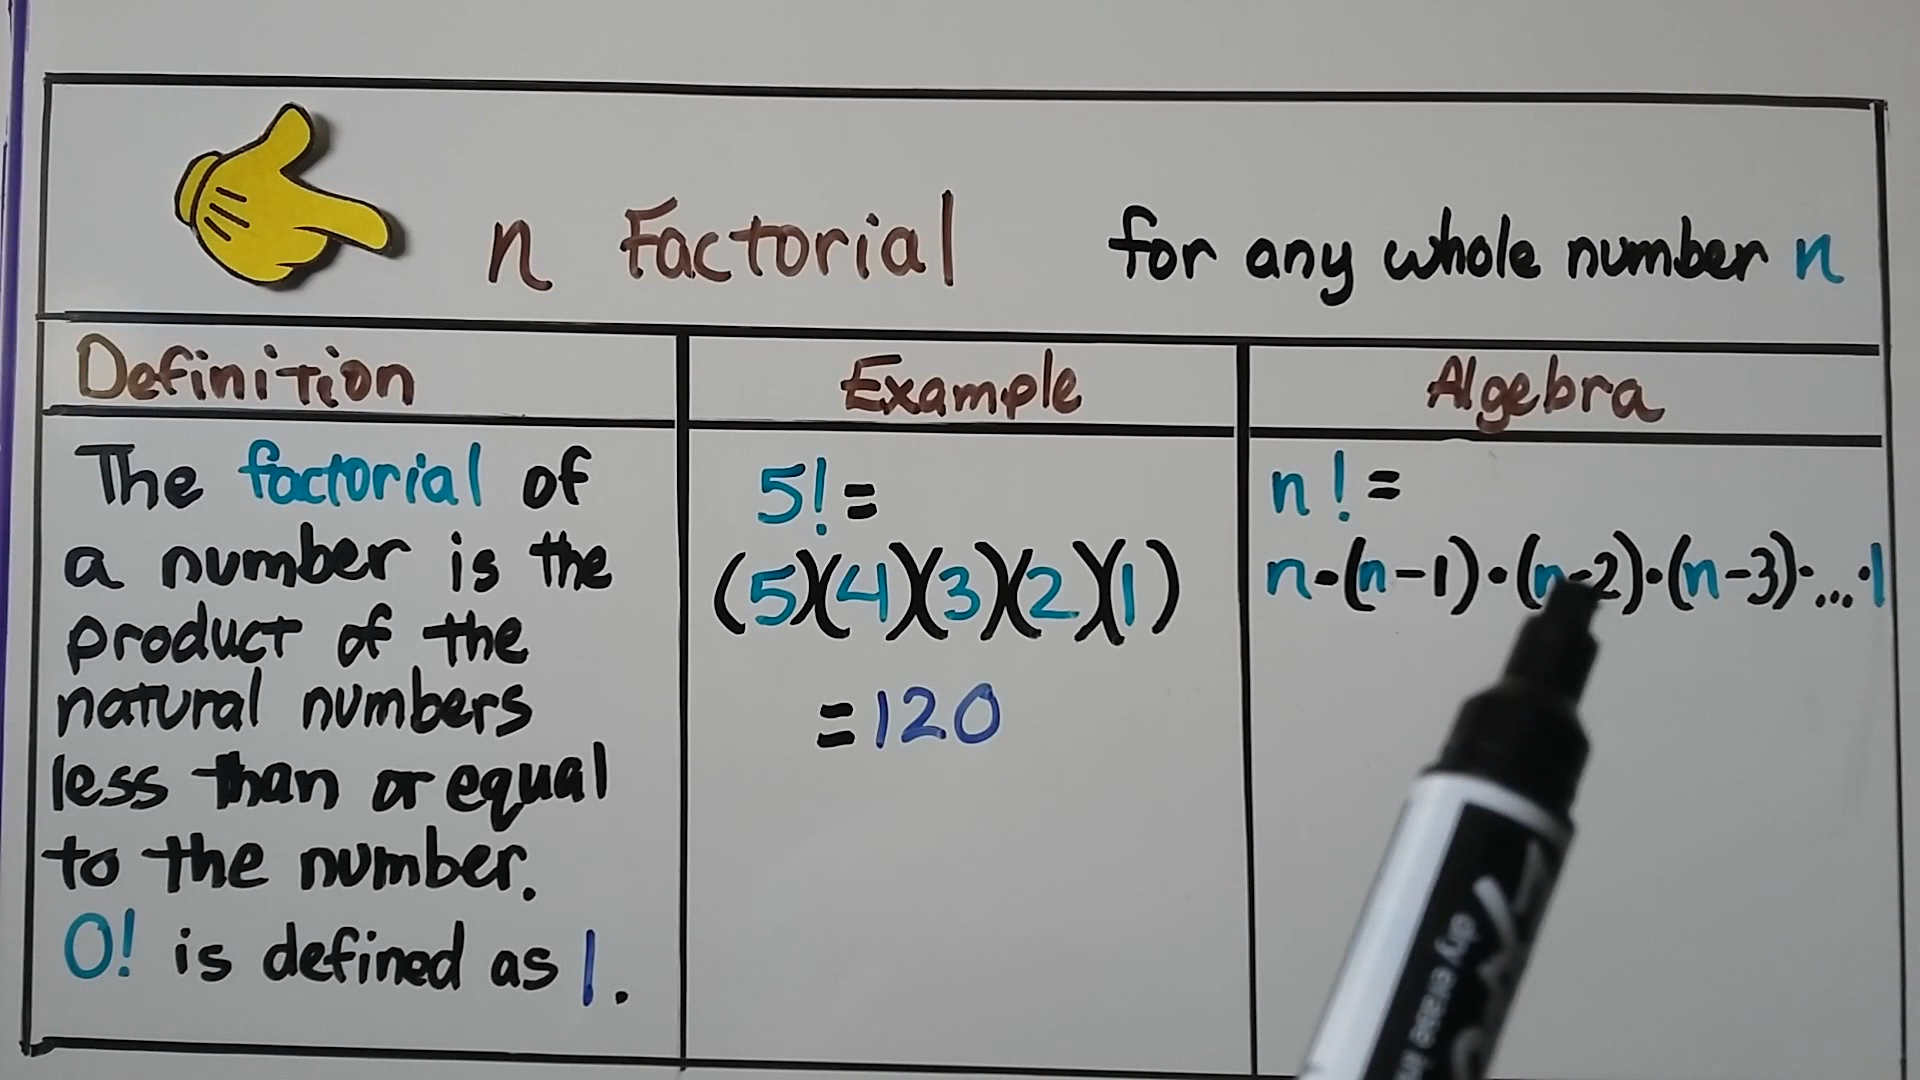 n Factorial for any whole number n
Definition
Example
Algebra
The factorial of
a number is the
product of the
natural numbers
less than or equal
to the number.
0! is defined as 1.
5! =
(5)(4)(3)(2)(1)
= 120
n! =
n·(n-1)·(n-2)·(n-3)·...·1
dry erase